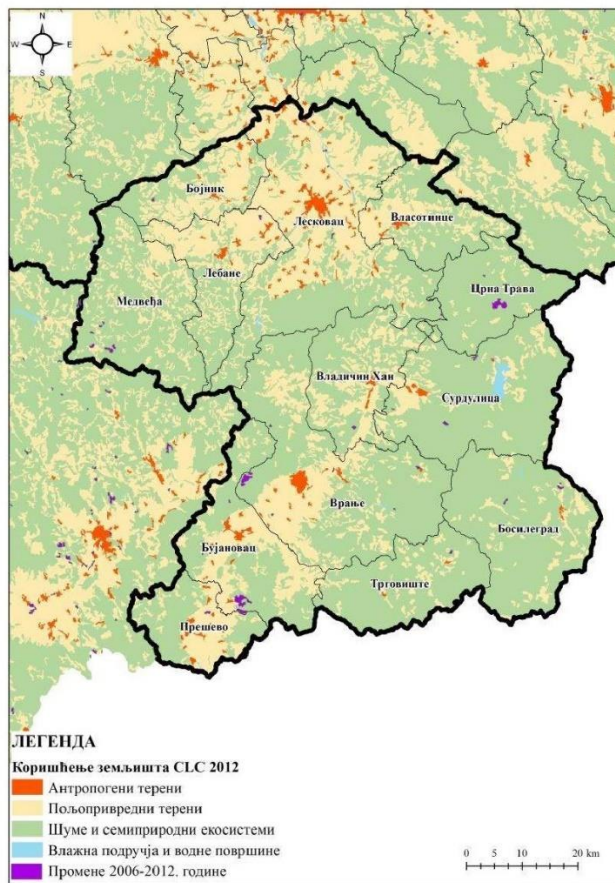 N
W E
S
Бојник
Лесковац
Власотинце
Лебане
Медвеђа
Црна Трава
Владичин Хан
Сурдулица
Врање
Босилеград
Бујановац
Трговиште
Прешево
ЛЕГЕНДА
Коришћење земљишта CLC 2012
Антропогени терени
Пољопривредни терени
Шуме и семиприродни екосистеми
Влажна подручја и водне површине
Промене 2006-2012. године
0 5 10 20 km